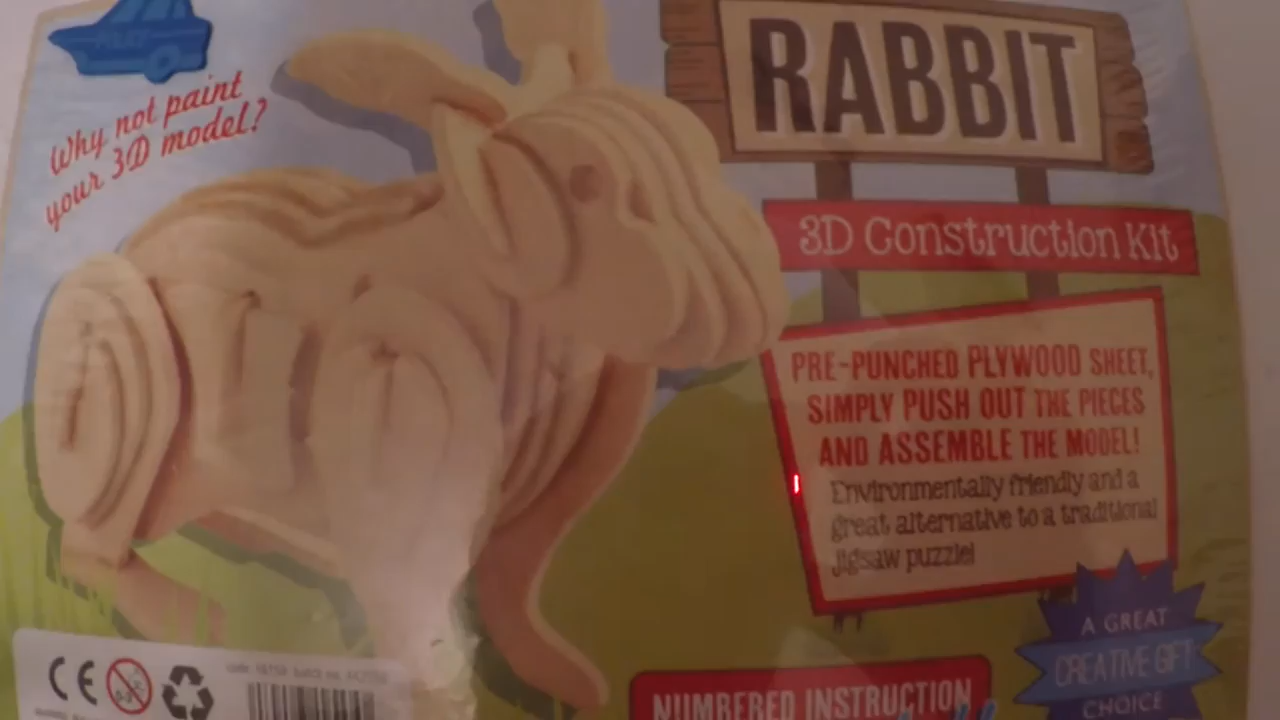 RABBIT
Why not paint
your 3D model?
3D Construction Kit
PRE-PUNCHED PLYWOOD SHEET,
SIMPLY PUSH OUT THE PIECES
AND ASSEMBLE THE MODEL!
Environmentally friendly and a
great alternative to a traditional
jigsaw puzzle!
A GREAT
CREATIVE GIFT
CHOICE
NUMBERED INSTRUCTION
CE
batch no.